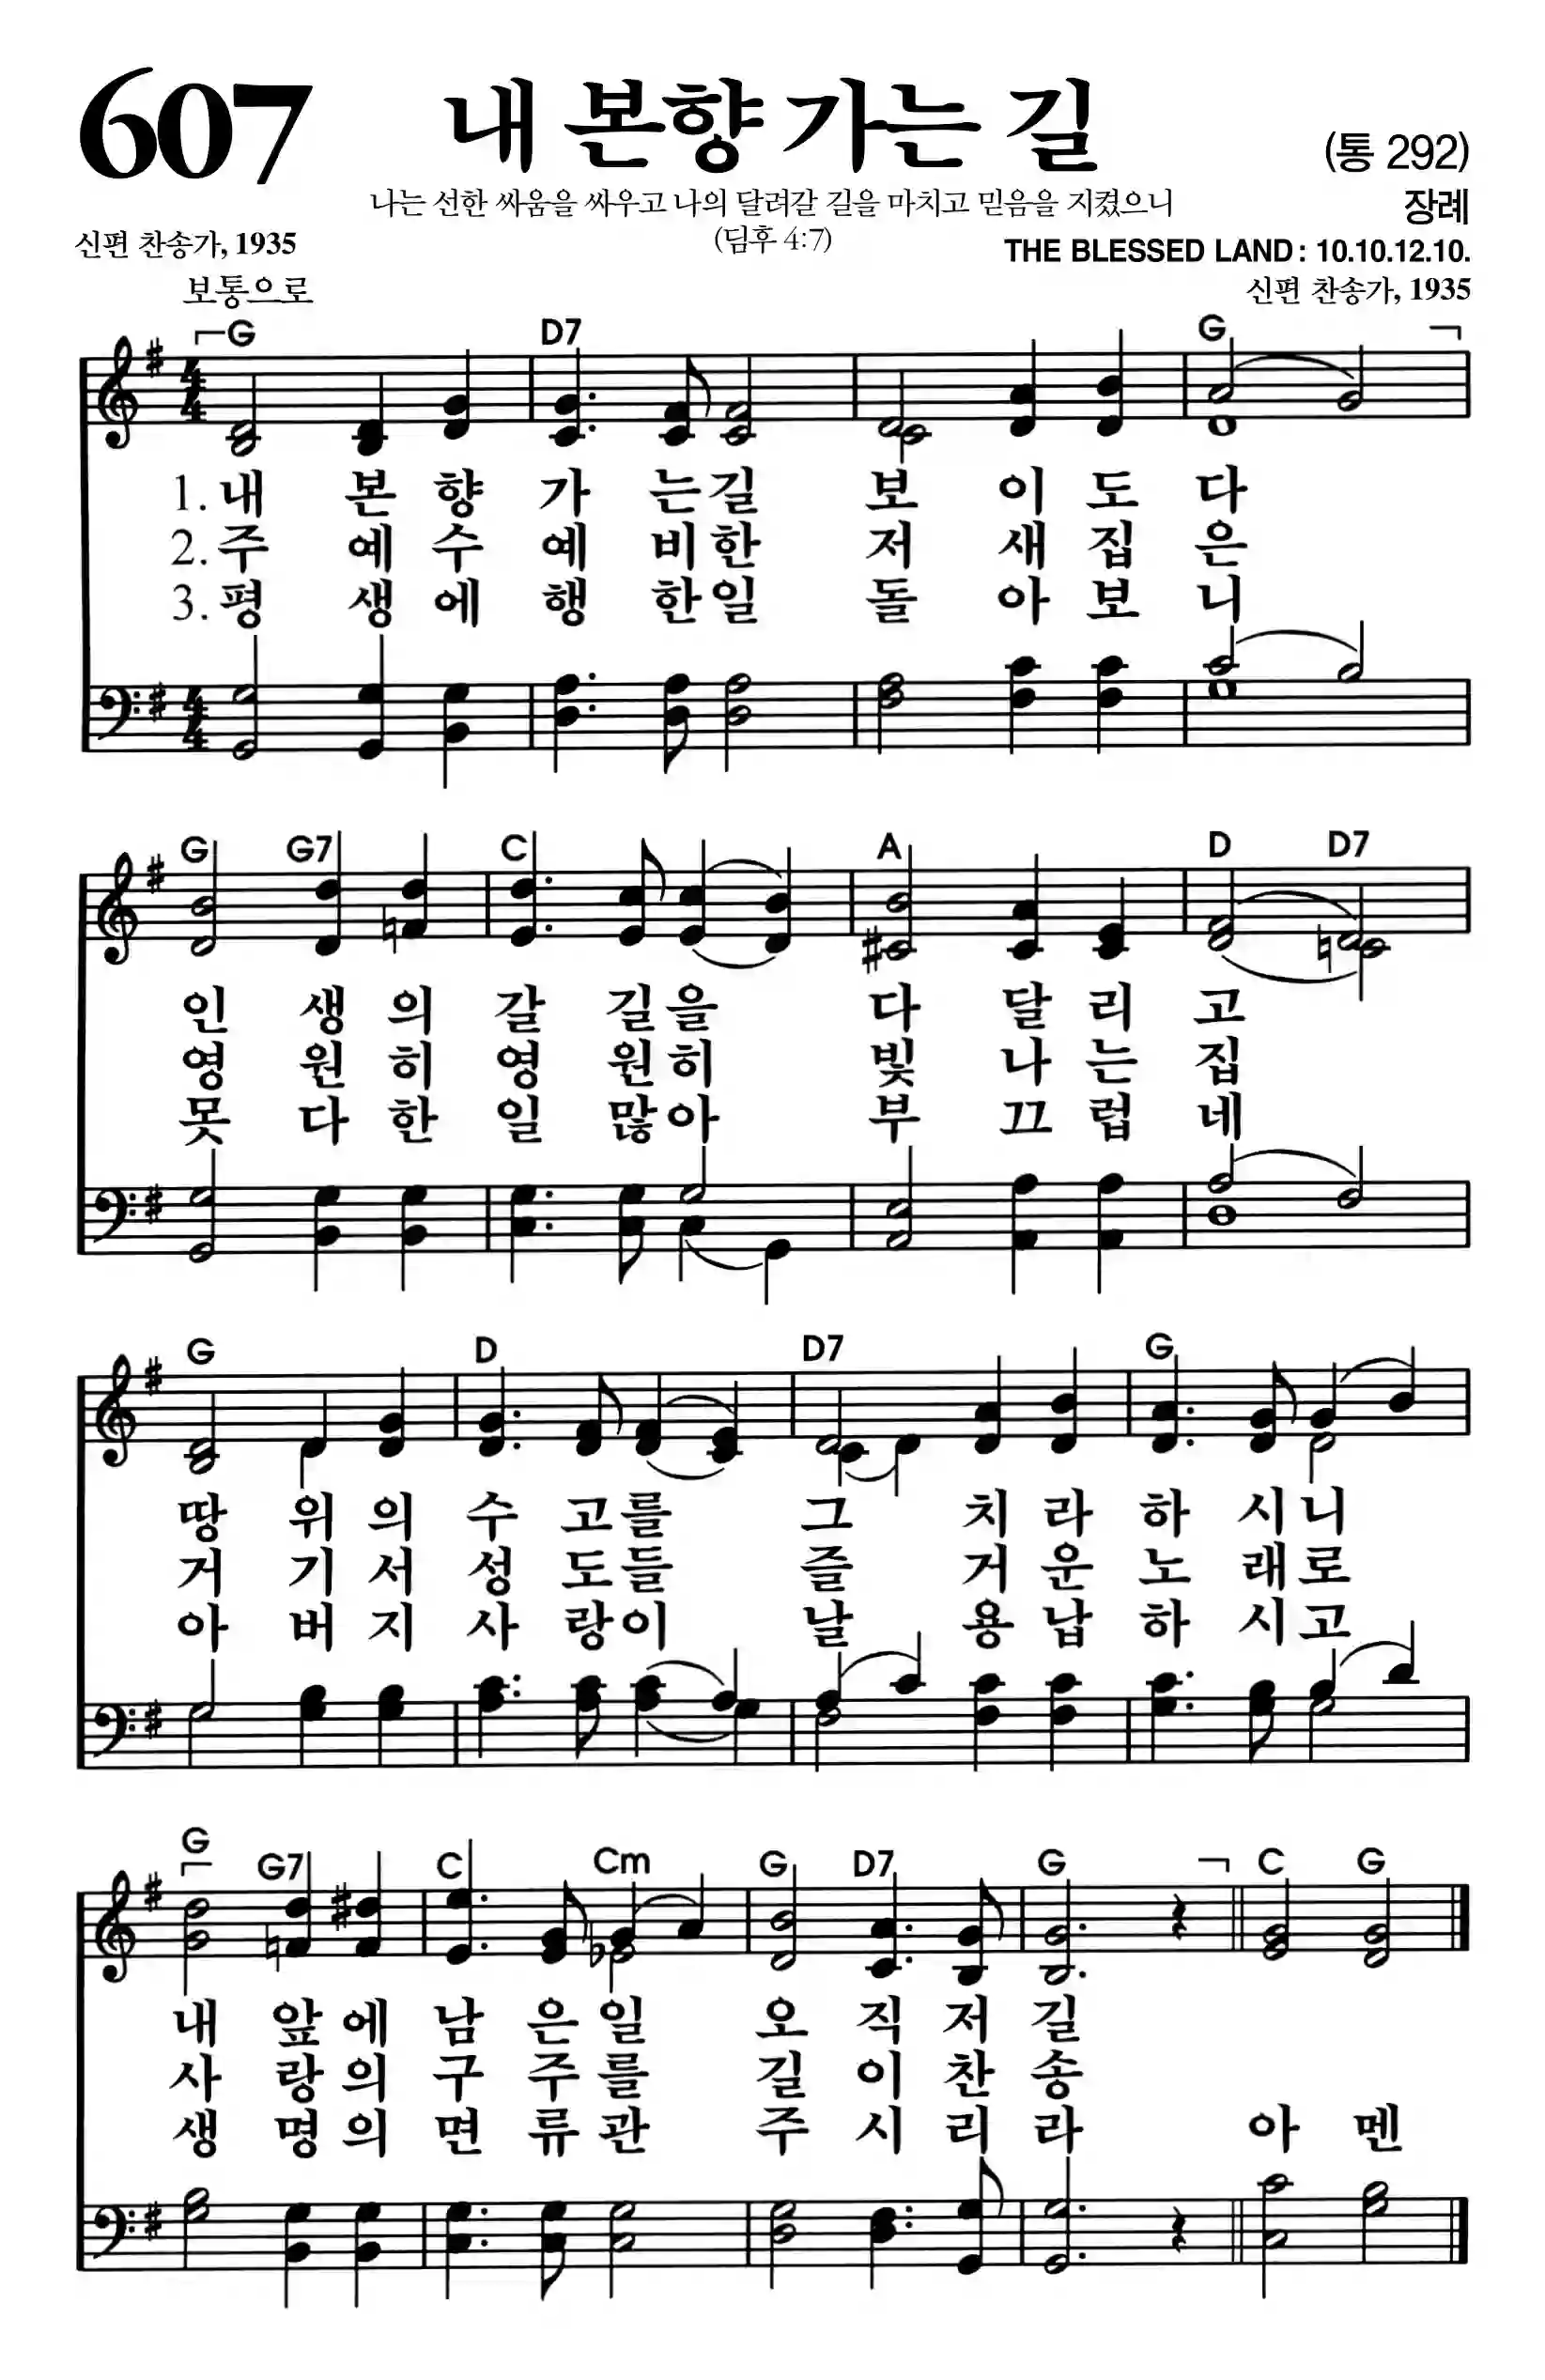 607 내 본향 가는 길 (통 292)
나는 선한 싸움을 싸우고 나의 달려갈 길을 마치고 믿음을 지켰으니 장례
신편 찬송가, 1935 (딤후 4:7) THE BLESSED LAND : 10.10.12.10.
보통으로 신편 찬송가, 1935
G D7 G
4 4
1. 내 본 향 가 는 길 보 이 도 다
2. 주 예 수 예 비 한 저 새 집 은
3. 평 생 에 행 한 일 돌 아 보 니
4 4
G G7 C A D D7
인 생 의 갈 길 을 다 달 리 고
영 원 히 영 원 히 빛 나 는 집
못 다 한 일 많 아 부 끄 럽 네
G D D7 G
땅 위 의 수 고 를 그 치 라 하 시 니
거 기 서 성 도 들 즐 거 운 노 래 로
아 버 지 사 랑 이 날 용 납 하 시 고
G G7 C Cm G D7 G C G
내 앞 에 남 은 일 오 직 저 길
사 랑 의 구 주 를 길 이 찬 송
생 명 의 면 류 관 주 시 리 라 아 멘